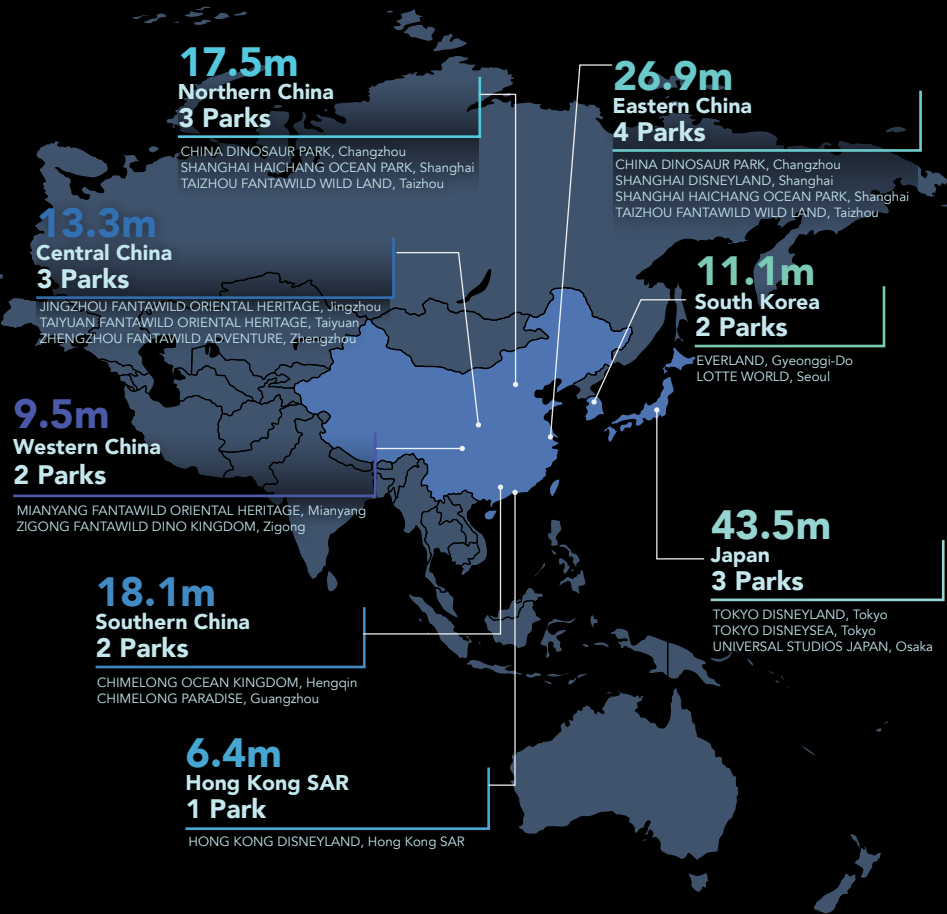 17.5m
Northern China
3 Parks
CHINA DINOSAUR PARK, Changzhou
SHANGHAI HAICHANG OCEAN PARK, Shanghai
TAIZHOU FANTAWILD WILD LAND, Taizhou
26.9m
Eastern China
4 Parks
CHINA DINOSAUR PARK, Changzhou
SHANGHAI DISNEYLAND, Shanghai
SHANGHAI HAICHANG OCEAN PARK, Shanghai
TAIZHOU FANTAWILD WILD LAND, Taizhou
13.3m
Central China
3 Parks
JINGZHOU FANTAWILD ORIENTAL HERITAGE, Jingzhou
TAIYUAN FANTAWILD ORIENTAL HERITAGE, Taiyuan
ZHENGZHOU FANTAWILD ADVENTURE, Zhengzhou
11.1m
South Korea
2 Parks
EVERLAND, Gyeonggi-Do
LOTTE WORLD, Seoul
9.5m
Western China
2 Parks
MIANYANG FANTAWILD ORIENTAL HERITAGE, Mianyang
ZIGONG FANTAWILD DINO KINGDOM, Zigong
43.5m
Japan
3 Parks
TOKYO DISNEYLAND, Tokyo
TOKYO DISNEYSEA, Tokyo
UNIVERSAL STUDIOS JAPAN, Osaka
18.1m
Southern China
2 Parks
CHIMELONG OCEAN KINGDOM, Hengqin
CHIMELONG PARADISE, Guangzhou
6.4m
Hong Kong SAR
1 Park
HONG KONG DISNEYLAND, Hong Kong SAR